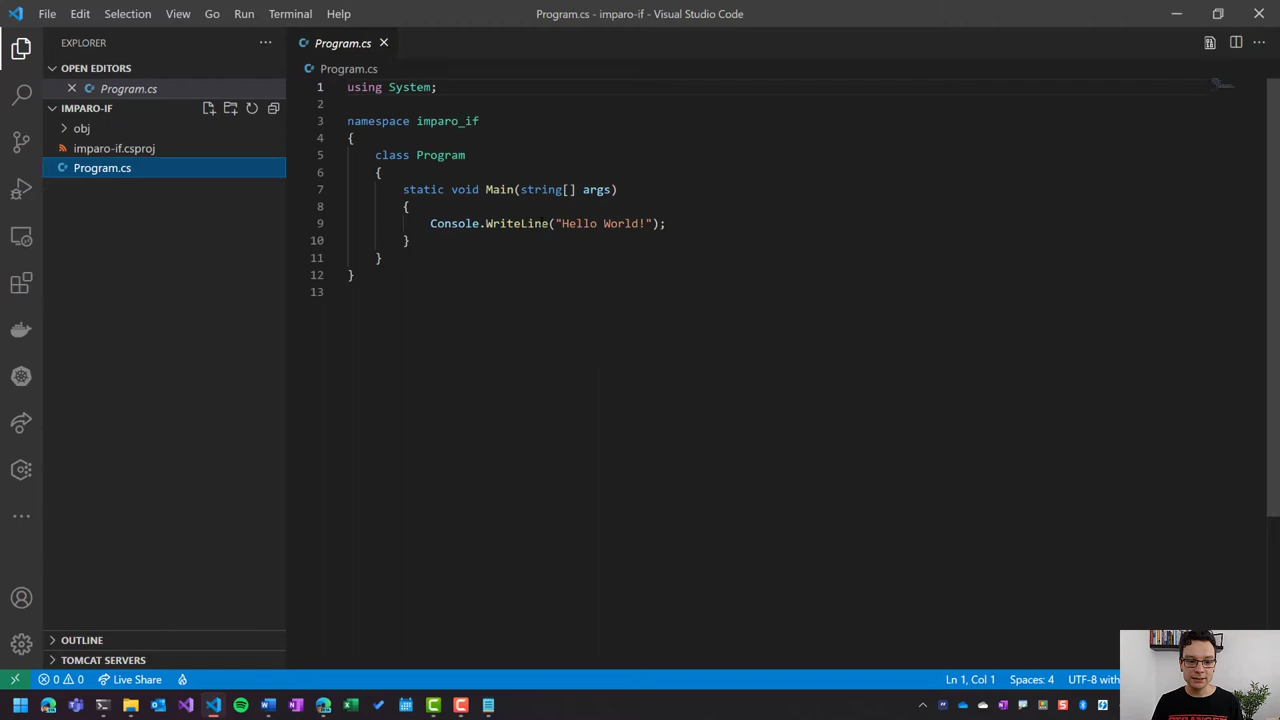 File Edit Selection View Go Run Terminal Help
Program.cs - imparo-if - Visual Studio Code
EXPLORER
OPEN EDITORS
Program.cs
IMPARO-IF
obj
imparo-if.csproj
Program.cs
OUTLINE
TOMCAT SERVERS
Program.cs
Program.cs
1 using System;
2
3 namespace imparo_if
4 {
5 class Program
6 {
7 static void Main(string[] args)
8 {
9 Console.WriteLine("Hello World!");
10 }
11 }
12 }
13
0 0 Live Share
Ln 1, Col 1 Spaces: 4 UTF-8 with